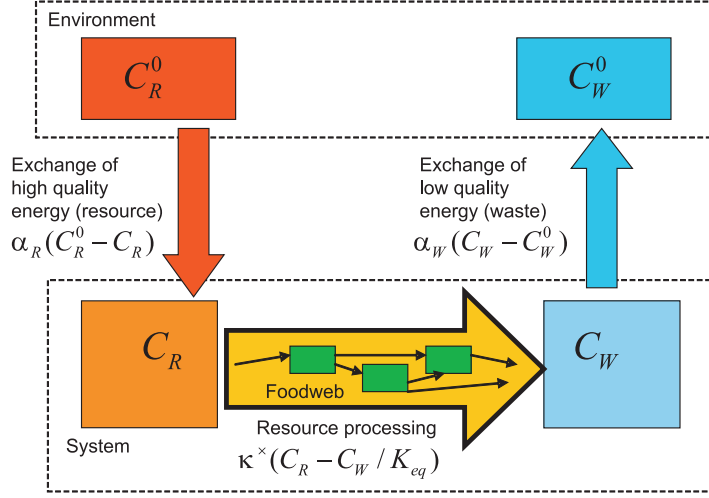 Environment
C_R^0
C_W^0
Exchange of
high quality
energy (resource)
α_R(C_R^0 − C_R)
Exchange of
low quality
energy (waste)
α_W(C_W − C_W^0)
C_R
Foodweb
C_W
Resource processing
System
κ^×(C_R − C_W / K_eq)